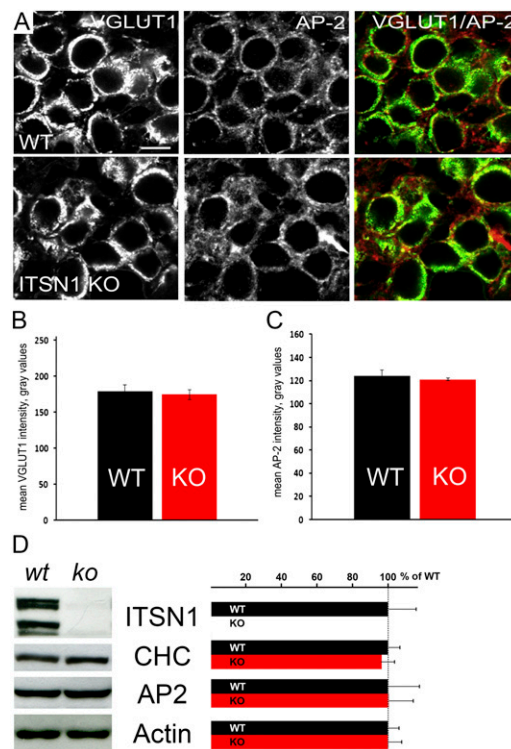 A VGLUT1 AP-2 VGLUT1/AP-2
WT
ITSN1 KO
B
mean VGLUT1 intensity, gray values
250
200
150
100
50
0
WT KO
C
mean AP-2 intensity, gray values
160
140
120
100
80
60
40
20
0
WT KO
D
wt ko
20 40 60 80 100 % of WT
ITSN1 WT
KO
CHC WT
KO
AP2 WT
KO
Actin WT
KO